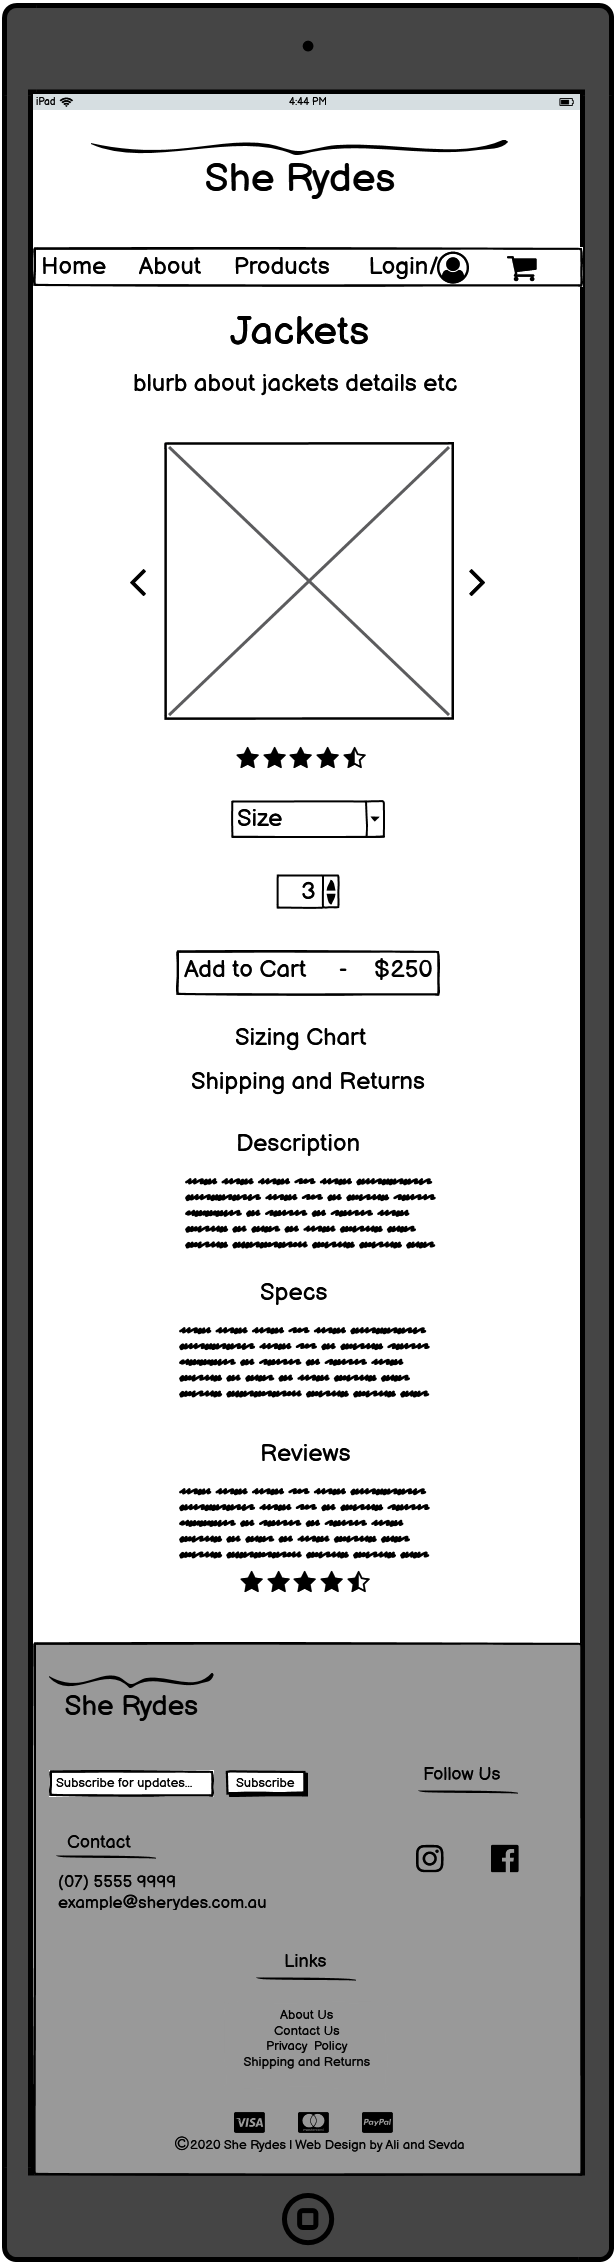 iPad 4:44 PM
She Rydes
Home About Products Login/
Jackets
blurb about jackets details etc
Size
3
Add to Cart - $250
Sizing Chart
Shipping and Returns
Description
Specs
Reviews
She Rydes
Subscribe for updates... Subscribe
Follow Us
Contact
(07) 5555 9999
example@sherydes.com.au
Links
About Us
Contact Us
Privacy Policy
Shipping and Returns
VISA PayPal
©2020 She Rydes | Web Design by Ali and Sevda